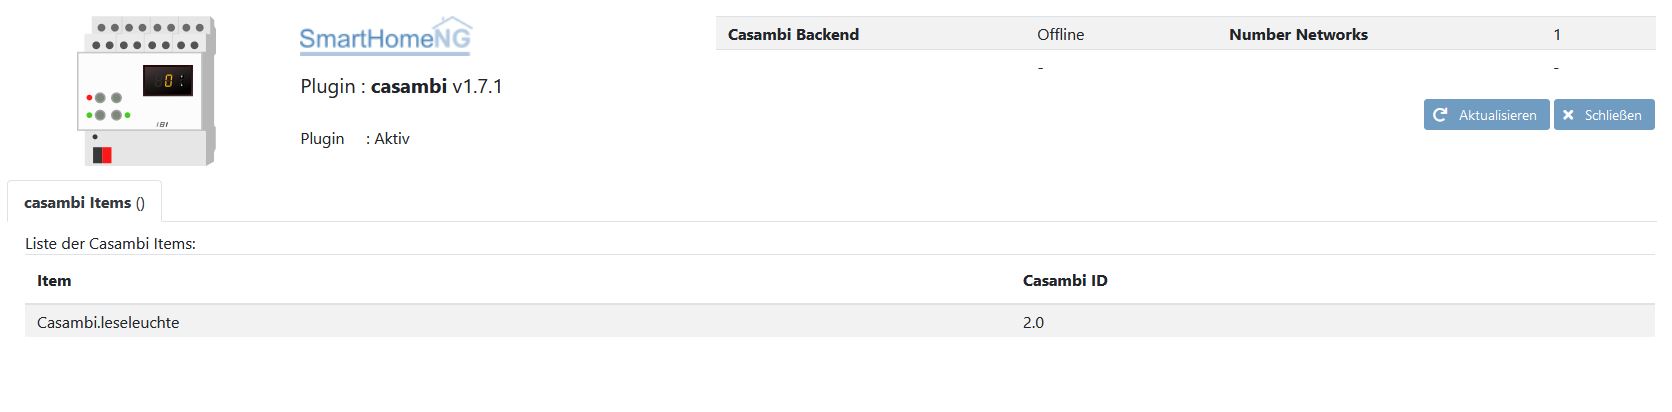 SmartHomeNG
Plugin : casambi v1.7.1
Plugin : Aktiv
Casambi Backend Offline Number Networks 1
- -
Aktualisieren Schließen
casambi Items ()
Liste der Casambi Items:
Item Casambi ID
Casambi.leseleuchte 2.0